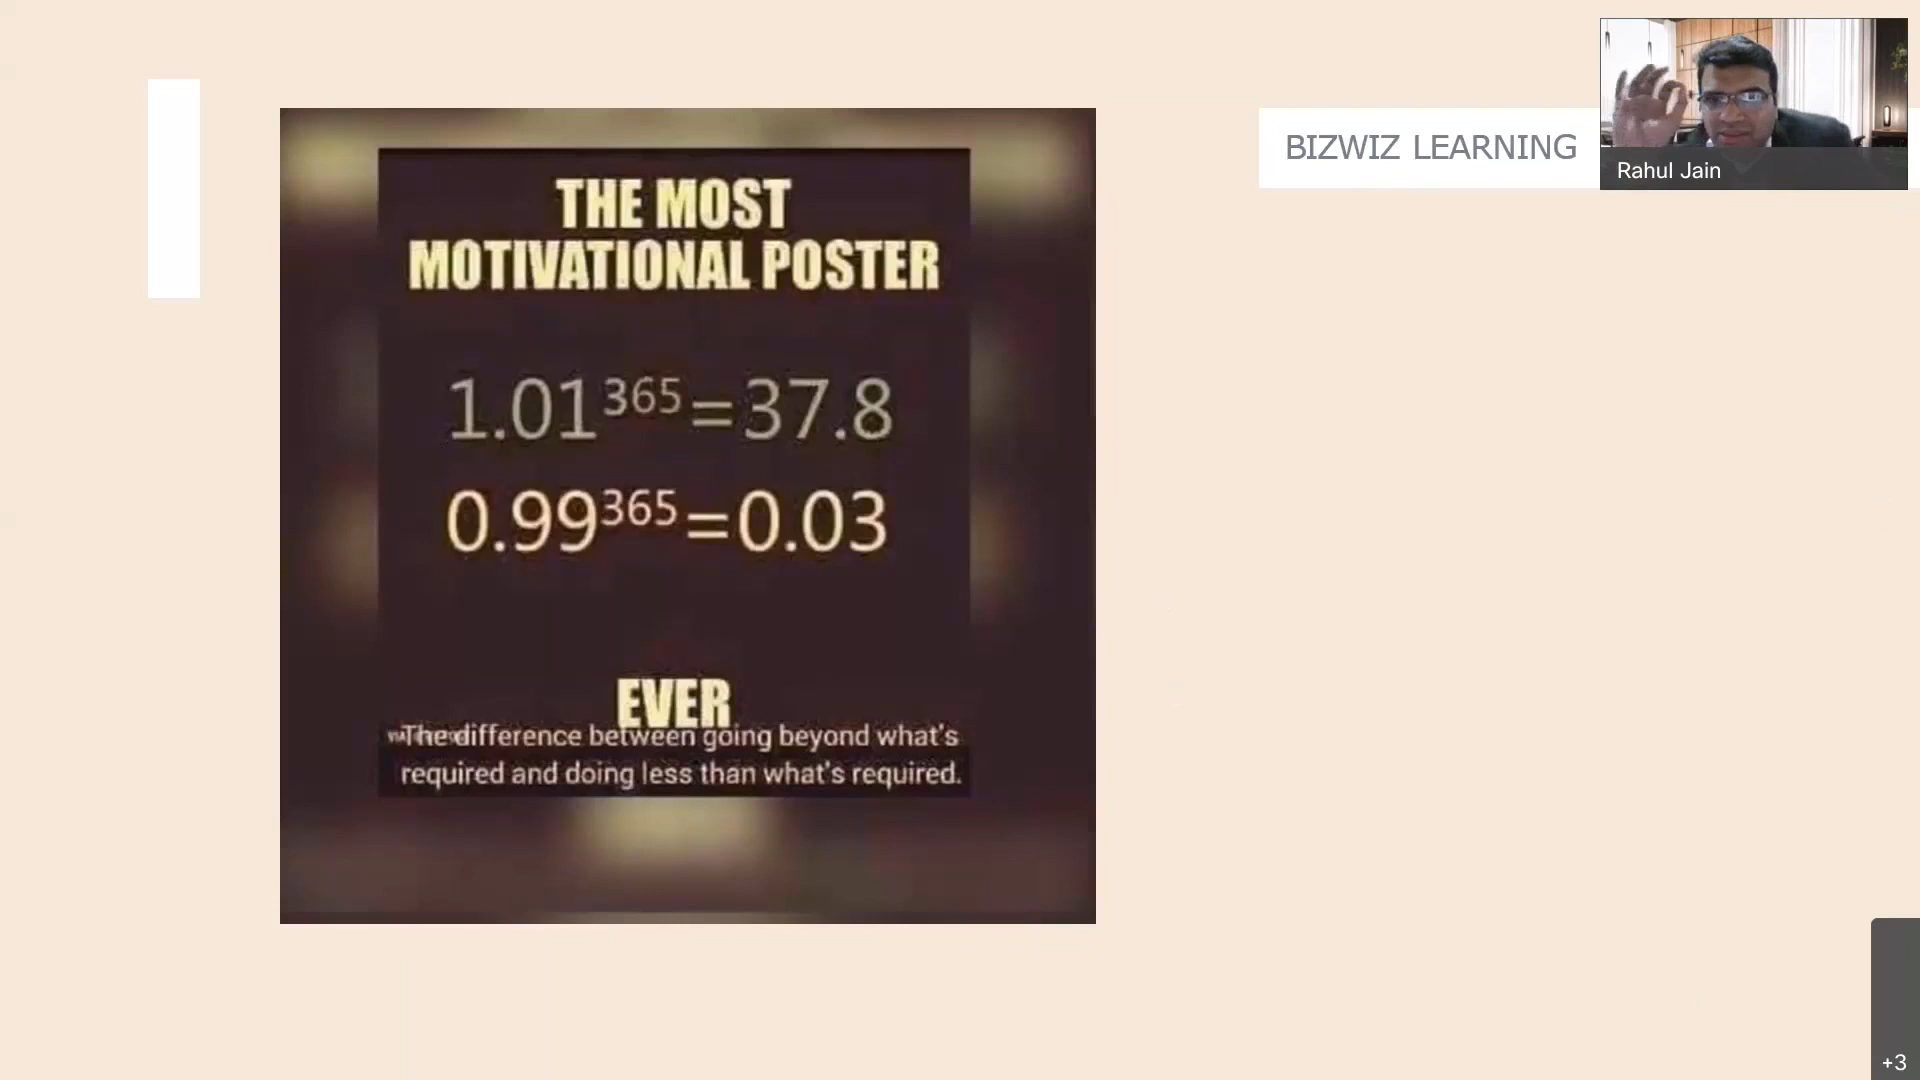 THE MOST
MOTIVATIONAL POSTER
1.01³⁶⁵=37.8
0.99³⁶⁵=0.03
EVER
The difference between going beyond what's
required and doing less than what's required.
BIZWIZ LEARNING
Rahul Jain
+3